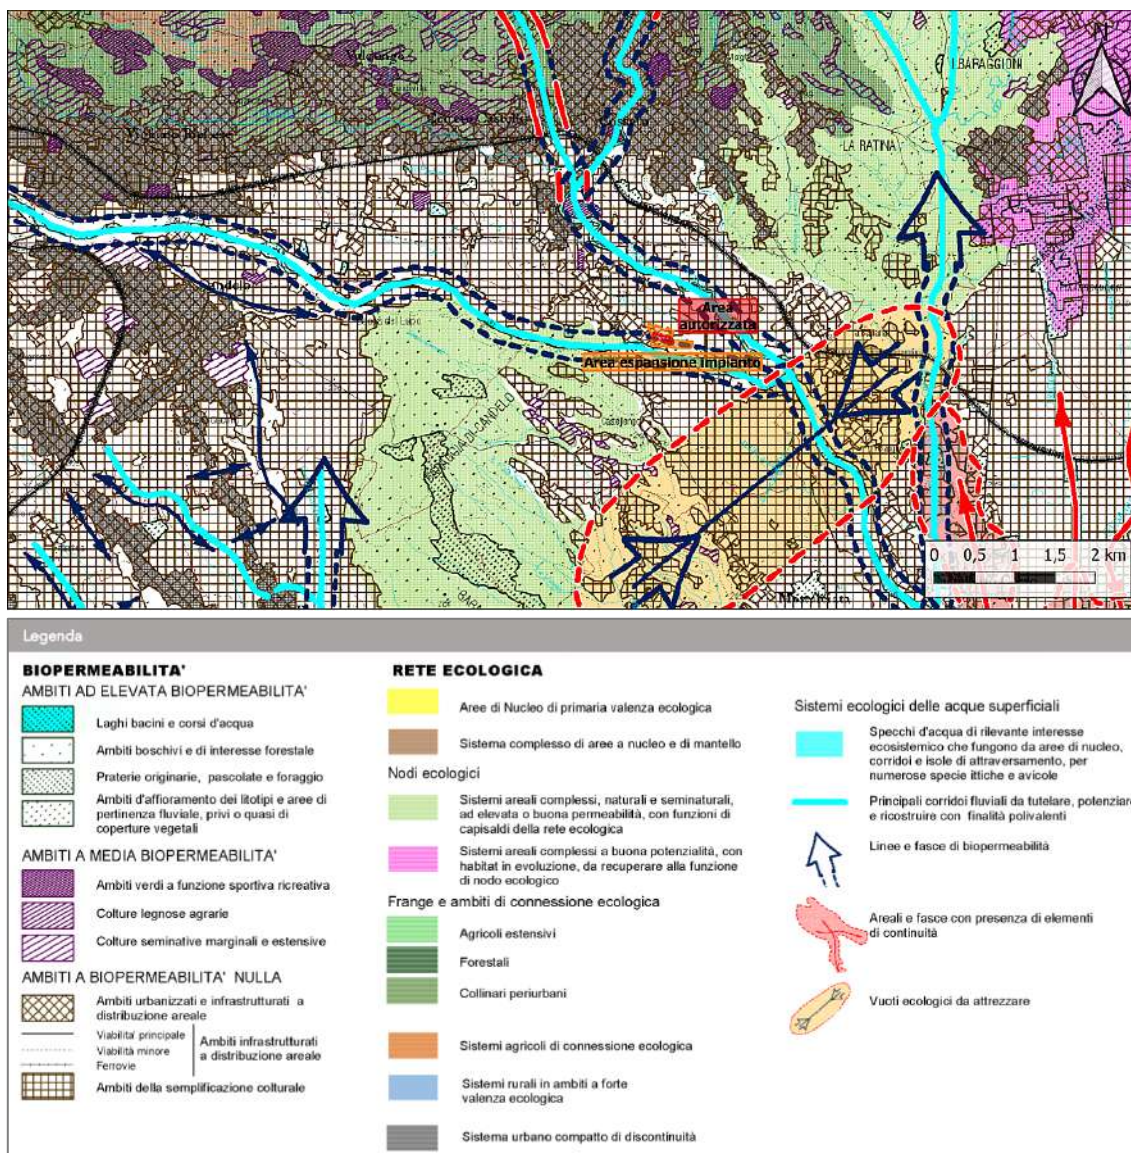 N
I BARAGGIONI
LA RATINA
Area
autorizzata
Area espansione Impianto
0 0,5 1 1,5 2 km
Legenda
BIOPERMEABILITA'
AMBITI AD ELEVATA BIOPERMEABILITA'
Laghi bacini e corsi d'acqua
Ambiti boschivi e di interesse forestale
Praterie originarie, pascolate e foraggio
Ambiti d'affioramento dei litotipi e aree di
pertinenza fluviale, privi o quasi di
coperture vegetali
AMBITI A MEDIA BIOPERMEABILITA'
Ambiti verdi a funzione sportiva ricreativa
Colture legnose agrarie
Colture seminative marginali e estensive
AMBITI A BIOPERMEABILITA' NULLA
Ambiti urbanizzati e infrastrutturati a
distribuzione areale
Viabilita' principale
Viabilità minore
Ferrovie
Ambiti infrastrutturati
a distribuzione areale
Ambiti della semplificazione colturale
RETE ECOLOGICA
Aree di Nucleo di primaria valenza ecologica
Sistema complesso di aree a nucleo e di mantello
Nodi ecologici
Sistemi areali complessi, naturali e seminaturali,
ad elevata o buona permeabilità, con funzioni di
capisaldi della rete ecologica
Sistemi areali complessi a buona potenzialità, con
habitat in evoluzione, da recuperare alla funzione
di nodo ecologico
Frange e ambiti di connessione ecologica
Agricoli estensivi
Forestali
Collinari periurbani
Sistemi agricoli di connessione ecologica
Sistemi rurali in ambiti a forte
valenza ecologica
Sistema urbano compatto di discontinuità
Sistemi ecologici delle acque superficiali
Specchi d'acqua di rilevante interesse
ecosistemico che fungono da aree di nucleo,
corridoi e isole di attraversamento, per
numerose specie ittiche e avicole
Principali corridoi fluviali da tutelare, potenziare
e ricostruire con finalità polivalenti
Linee e fasce di biopermeabilità
Areali e fasce con presenza di elementi
di continuità
Vuoti ecologici da attrezzare